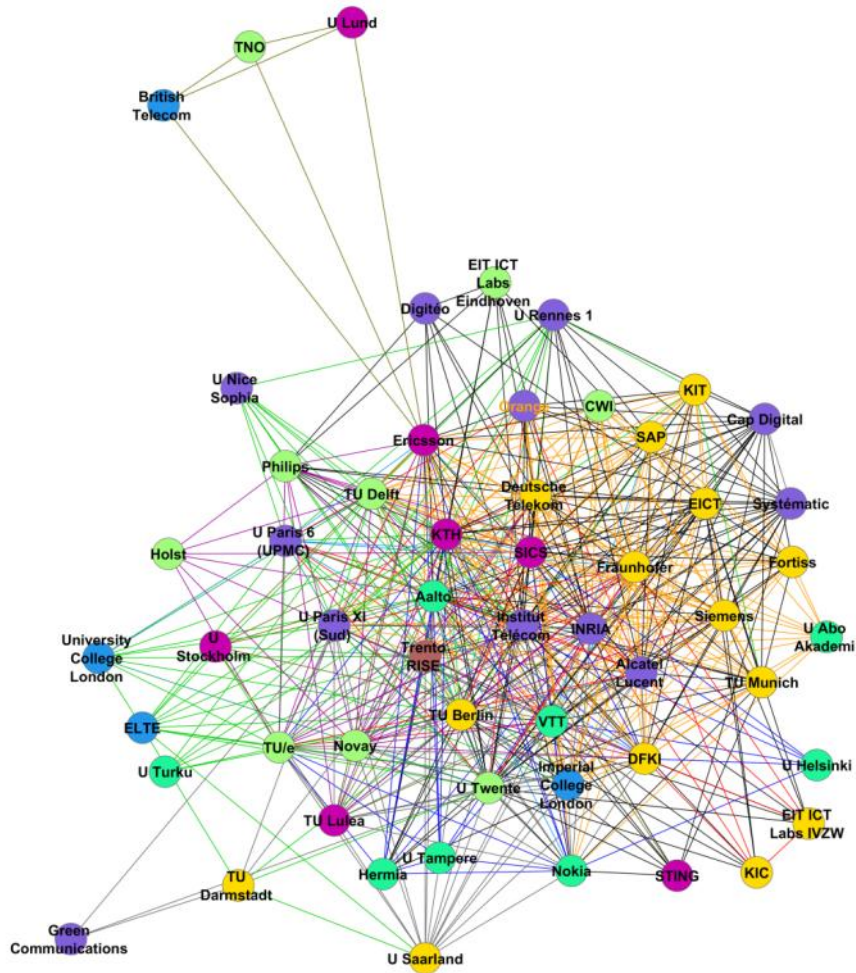 U Lund
TNO
British
Telecom
EIT ICT
Labs
Eindhoven
Digitéo
U Rennes 1
U Nice
Sophia
Orange
CWI
KIT
Cap Digital
Ericsson
SAP
Philips
TU Delft
Deutsche
Telekom
EICT
Systématic
U Paris 6
(UPMC)
KTH
SICS
Holst
Fraunhofer
Fortiss
Aalto
U Paris XI
(Sud)
Institut
Télécom
INRIA
Siemens
University
College
London
U
Stockholm
Trento
RISE
Alcatel
Lucent
U Abo
Akademi
TU Munich
TU Berlin
VTT
ELTE
TU/e
Novay
U Turku
U Twente
Imperial
College
London
DFKI
U Helsinki
TU Lulea
EIT ICT
Labs IVZW
Hermia
U Tampere
Nokia
STING
KIC
TU
Darmstadt
Green
Communications
U Saarland